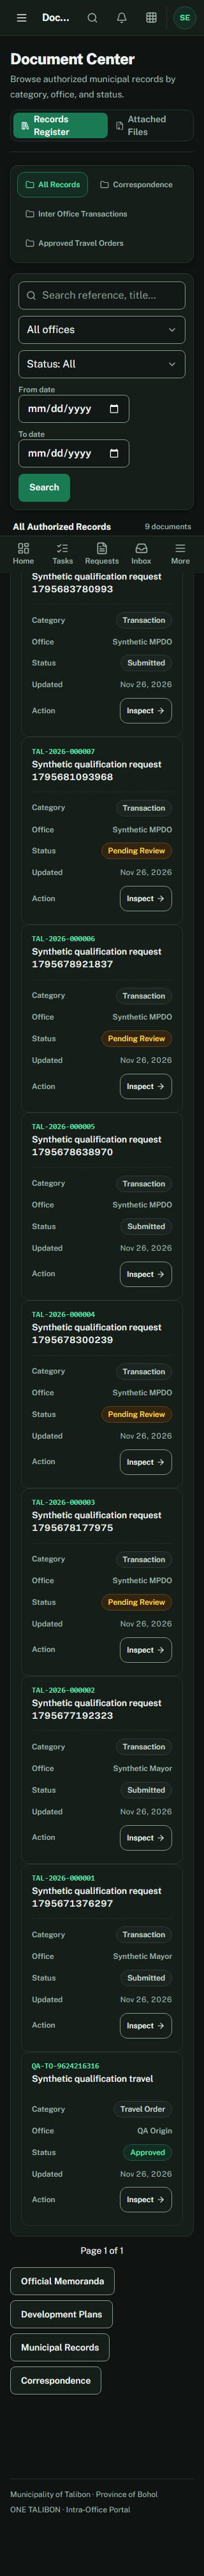 Doc...
SE
Document Center
Browse authorized municipal records by
category, office, and status.
Records
Register
Attached
Files
All Records
Correspondence
Inter Office Transactions
Approved Travel Orders
Search reference, title...
All offices
Status: All
From date
mm/dd/yyyy
To date
mm/dd/yyyy
Search
All Authorized Records
9 documents
Home
Tasks
Requests
Inbox
More
Synthetic qualification request
1795683780993
Category
Transaction
Office
Synthetic MPDO
Status
Submitted
Updated
Nov 26, 2026
Action
Inspect →
TAL-2026-000007
Synthetic qualification request
1795681093968
Category
Transaction
Office
Synthetic MPDO
Status
Pending Review
Updated
Nov 26, 2026
Action
Inspect →
TAL-2026-000006
Synthetic qualification request
1795678921837
Category
Transaction
Office
Synthetic MPDO
Status
Pending Review
Updated
Nov 26, 2026
Action
Inspect →
TAL-2026-000005
Synthetic qualification request
1795678638970
Category
Transaction
Office
Synthetic MPDO
Status
Submitted
Updated
Nov 26, 2026
Action
Inspect →
TAL-2026-000004
Synthetic qualification request
1795678300239
Category
Transaction
Office
Synthetic MPDO
Status
Pending Review
Updated
Nov 26, 2026
Action
Inspect →
TAL-2026-000003
Synthetic qualification request
1795678177975
Category
Transaction
Office
Synthetic MPDO
Status
Pending Review
Updated
Nov 26, 2026
Action
Inspect →
TAL-2026-000002
Synthetic qualification request
1795677192323
Category
Transaction
Office
Synthetic Mayor
Status
Submitted
Updated
Nov 26, 2026
Action
Inspect →
TAL-2026-000001
Synthetic qualification request
1795671376297
Category
Transaction
Office
Synthetic Mayor
Status
Submitted
Updated
Nov 26, 2026
Action
Inspect →
QA-TO-9624216316
Synthetic qualification travel
Category
Travel Order
Office
QA Origin
Status
Approved
Updated
Nov 26, 2026
Action
Inspect →
Page 1 of 1
Official Memoranda
Development Plans
Municipal Records
Correspondence
Municipality of Talibon · Province of Bohol
ONE TALIBON · Intra-Office Portal